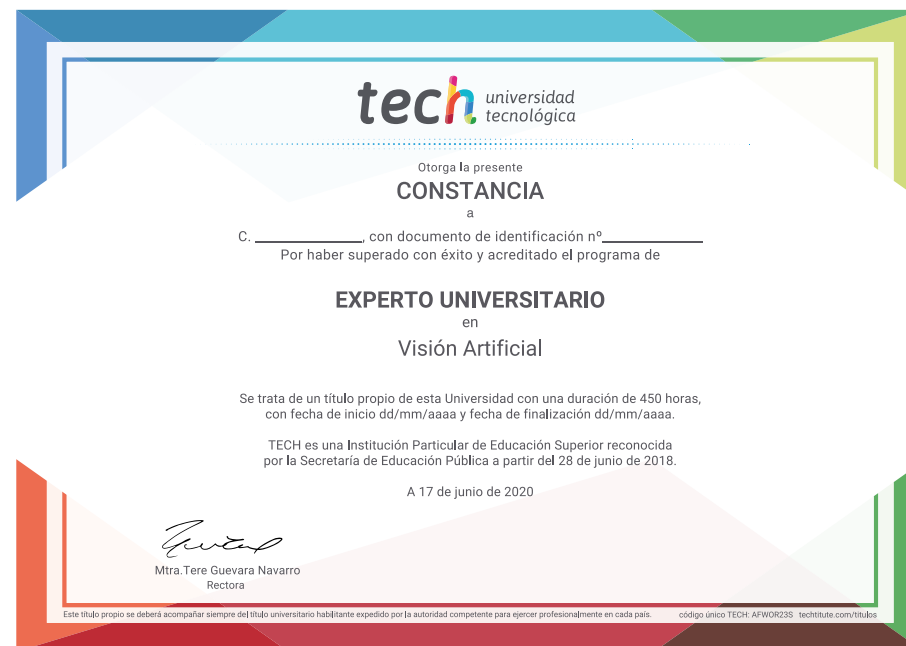 tech universidad
tecnológica
Otorga la presente
CONSTANCIA
a
C. ________________, con documento de identificación nº_______________
Por haber superado con éxito y acreditado el programa de
EXPERTO UNIVERSITARIO
en
Visión Artificial
Se trata de un título propio de esta Universidad con una duración de 450 horas,
con fecha de inicio dd/mm/aaaa y fecha de finalización dd/mm/aaaa.
TECH es una Institución Particular de Educación Superior reconocida
por la Secretaría de Educación Pública a partir del 28 de junio de 2018.
A 17 de junio de 2020
Mtra.Tere Guevara Navarro
Rectora
Este título propio se deberá acompañar siempre del título universitario habilitante expedido por la autoridad competente para ejercer profesionalmente en cada país. código único TECH: AFWOR23S techtitute.com/titulos